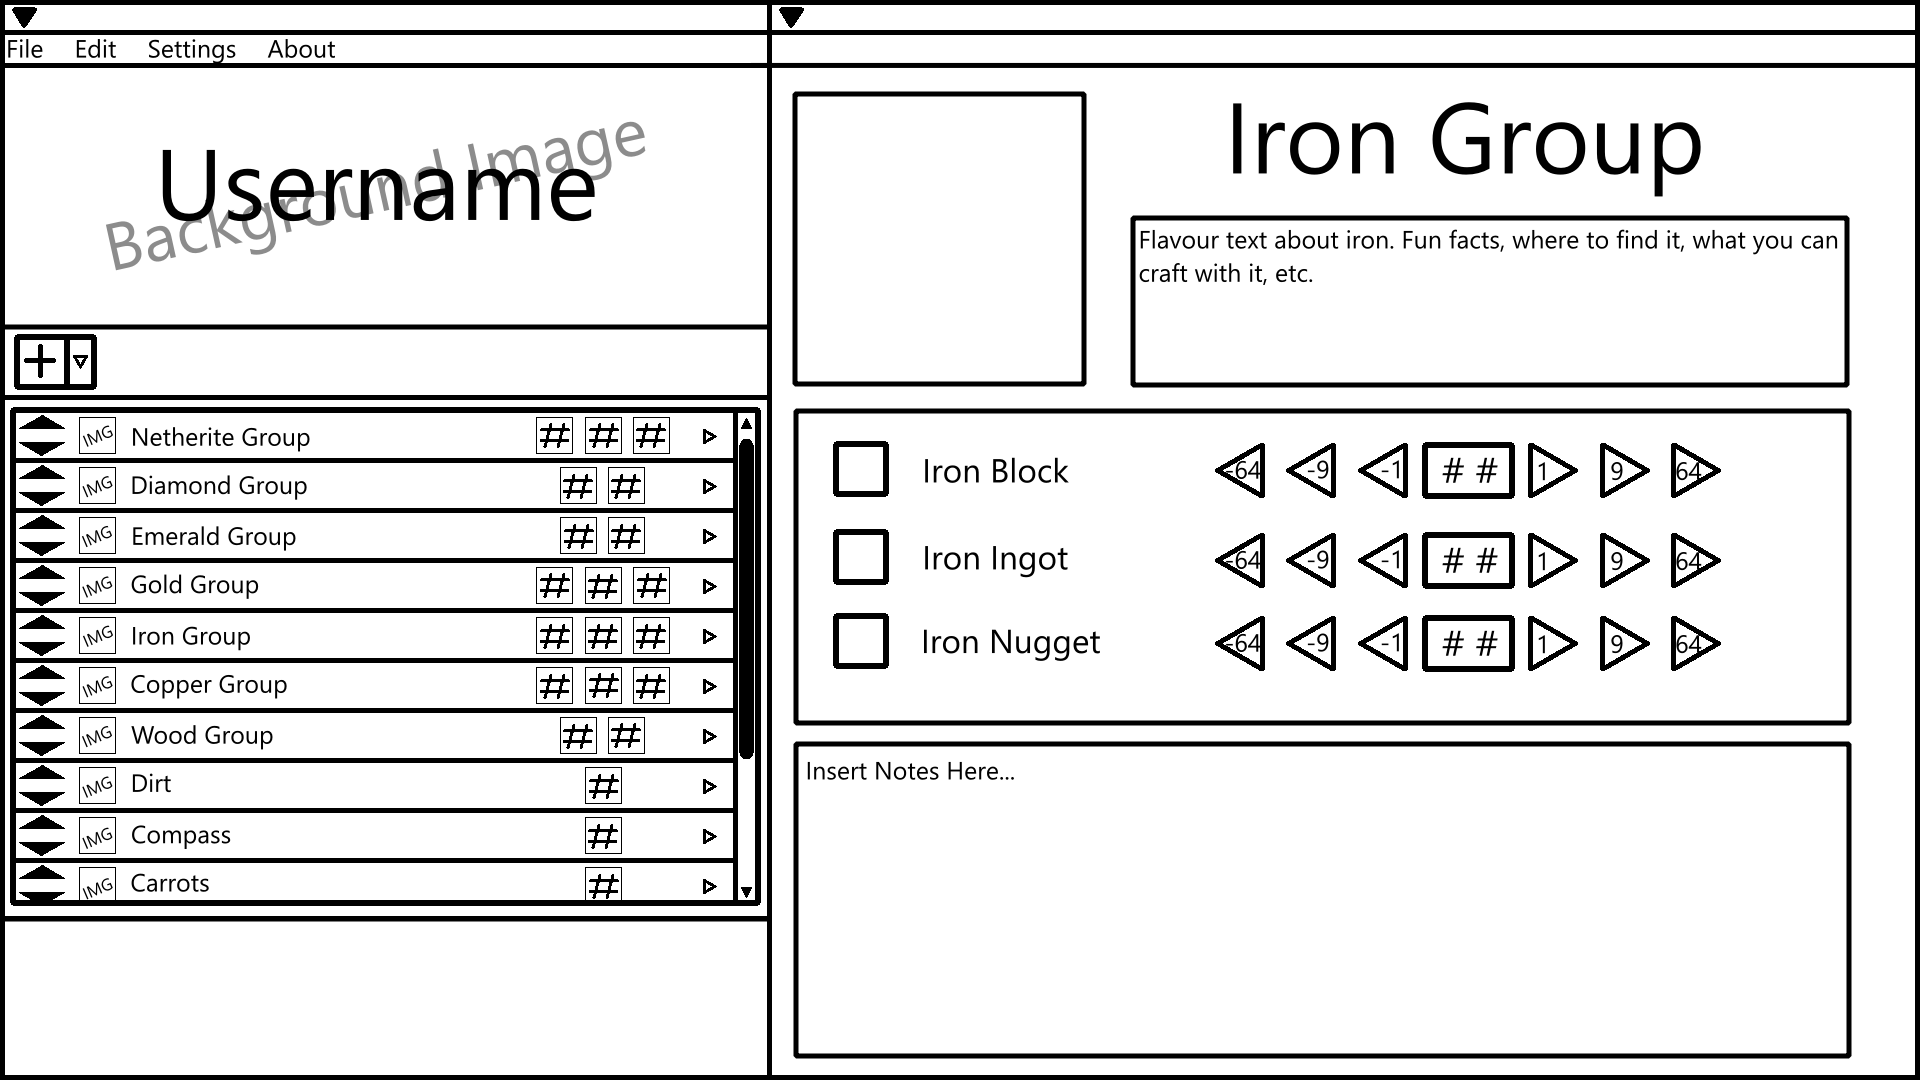 File Edit Settings About
Username
Background Image
+
IMG Netherite Group # # #
IMG Diamond Group # #
IMG Emerald Group # #
IMG Gold Group # # #
IMG Iron Group # # #
IMG Copper Group # # #
IMG Wood Group # #
IMG Dirt #
IMG Compass #
IMG Carrots #
Iron Group
Flavour text about iron. Fun facts, where to find it, what you can
craft with it, etc.
Iron Block -64 -9 -1 # # 1 9 64
Iron Ingot -64 -9 -1 # # 1 9 64
Iron Nugget -64 -9 -1 # # 1 9 64
Insert Notes Here...